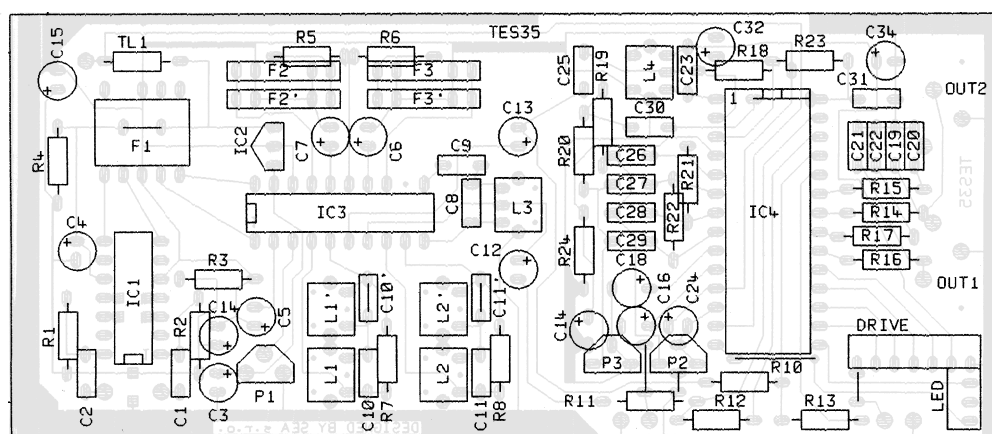 TES35
C15
TL1
R5
R6
F2
F3
F2'
F3'
C25
R19
L4
C23
C32
R18
R23
C34
C31
OUT2
F1
IC2
C7
C6
C13
C30
1
R4
R20
C26
R21
C21
C22
C19
C20
TES35
C9
C27
R15
IC3
C8
L3
C28
R22
IC4
R14
C4
R24
C29
R17
R16
C12
IC1
R3
C18
OUT1
L1'
C10'
L2'
C11'
C16
C24
R1
R2
C14
C5
C14
DRIVE
P3
P2
R10
C2
C1
C3
P1
L1
C10
R7
L2
C11
R8
R11
R12
R13
LED
DESIGNED BY SEA s.r.o.